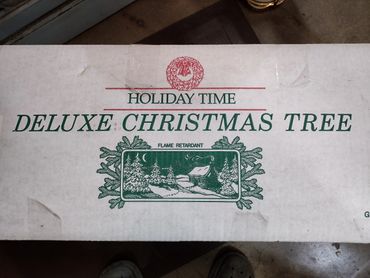 HOLIDAY TIME
DELUXE CHRISTMAS TREE
FLAME RETARDANT
G